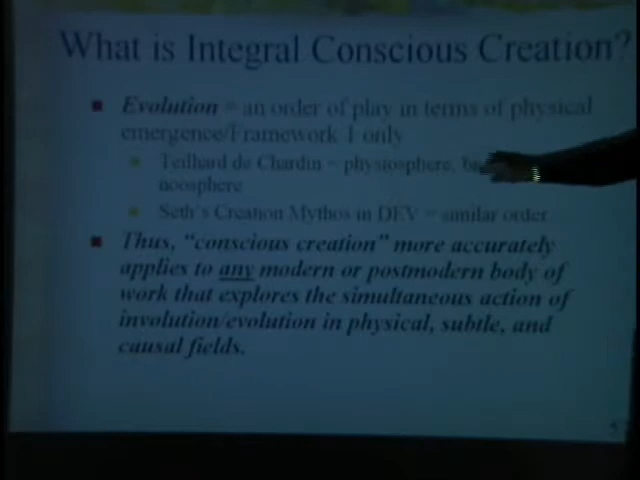 What is Integral Conscious Creation?
Evolution = an order of play in terms of physical
emergence/Framework 1 only
Teilhard de Chardin = physiosphere,
noosphere
Seth's Creation Mythos in DEV = similar order
Thus, "conscious creation" more accurately
applies to any modern or postmodern body of
work that explores the simultaneous action of
involution/evolution in physical, subtle, and
causal fields.